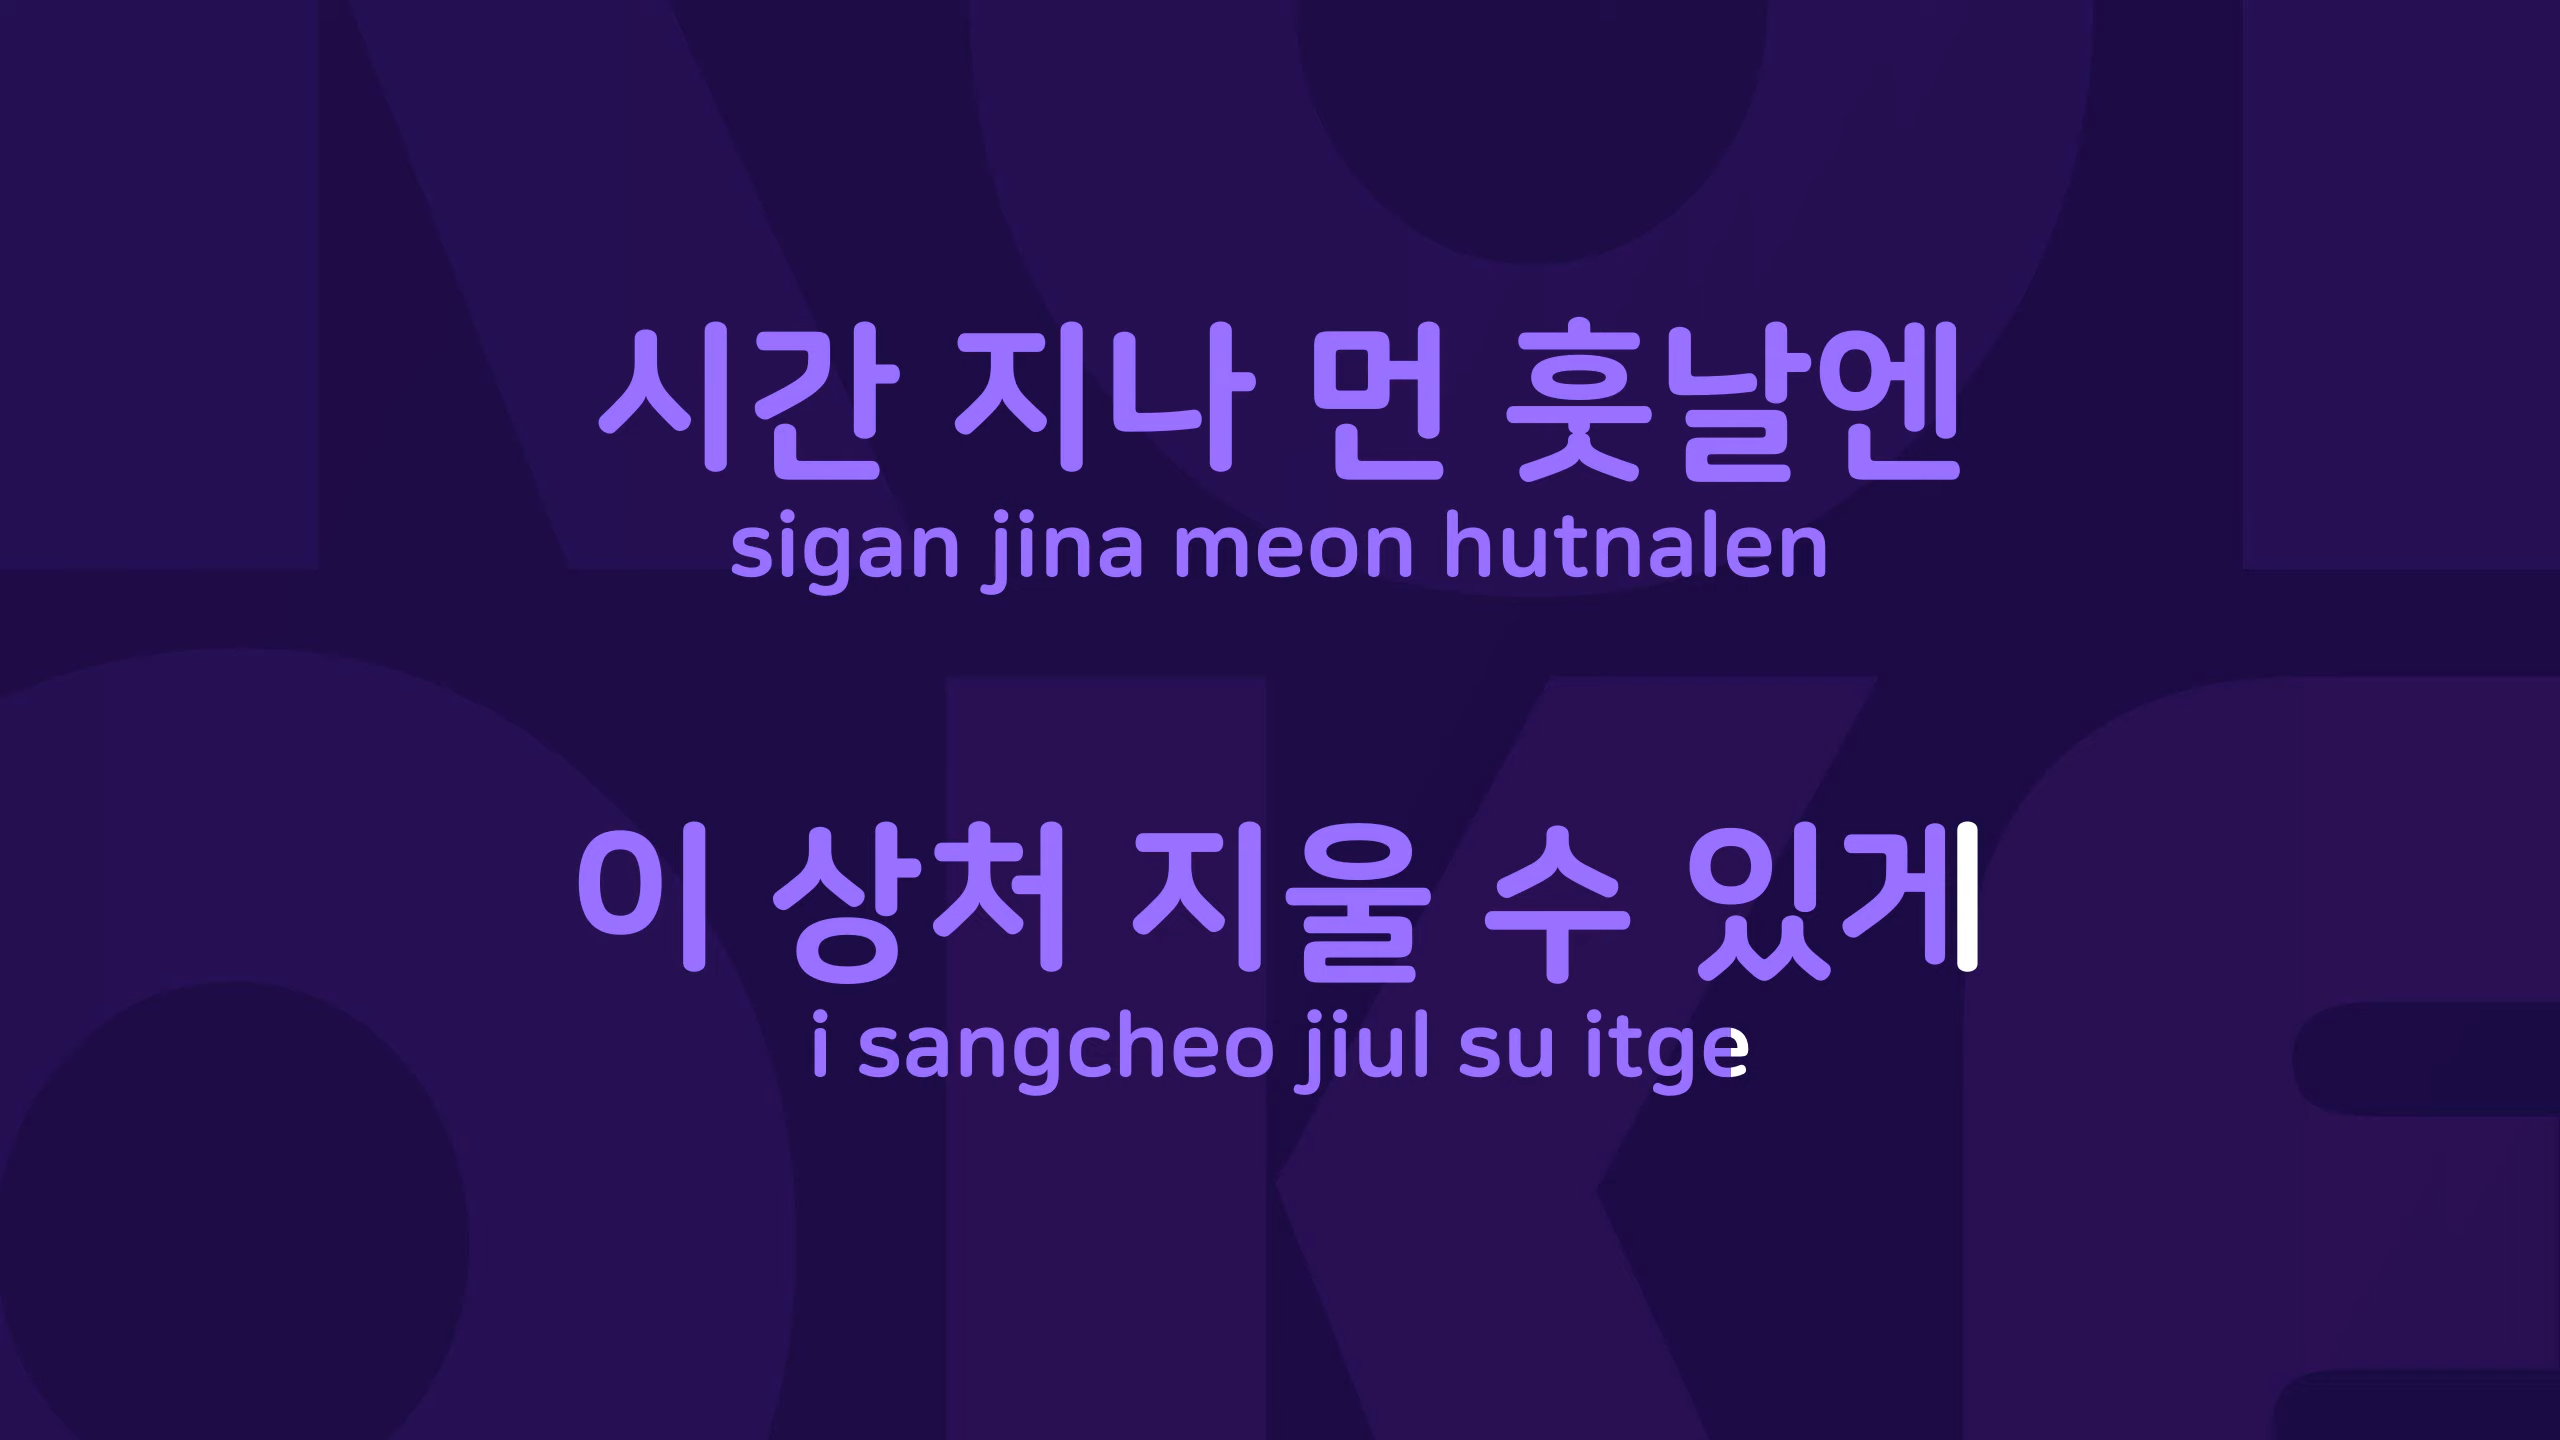 시간 지나 먼 훗날엔
sigan jina meon hutnalen
이 상처 지울 수 있게
i sangcheo jiul su itge